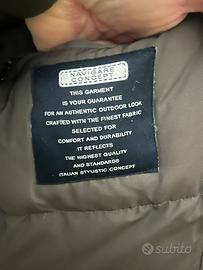 NAVIGARE
CONCEPT
THIS GARMENT
IS YOUR GUARANTEE
FOR AN AUTHENTIC OUTDOOR LOOK
CRAFTED WITH THE FINEST FABRIC
SELECTED FOR
COMFORT AND DURABILITY
IT REFLECTS
THE HIGHEST QUALITY
AND STANDARDS
ITALIAN STYLISTIC CONCEPT
subito